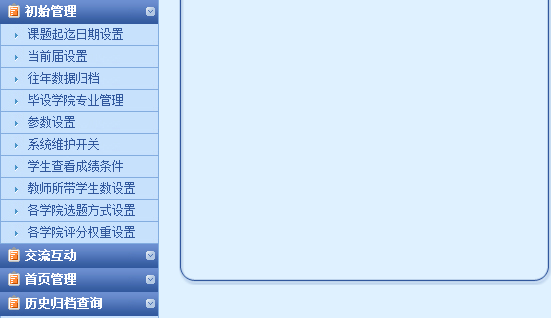 初始管理
课题起迄日期设置
当前届设置
往年数据归档
毕设学院专业管理
参数设置
系统维护开关
学生查看成绩条件
教师所带学生数设置
各学院选题方式设置
各学院评分权重设置
交流互动
首页管理
历史归档查询